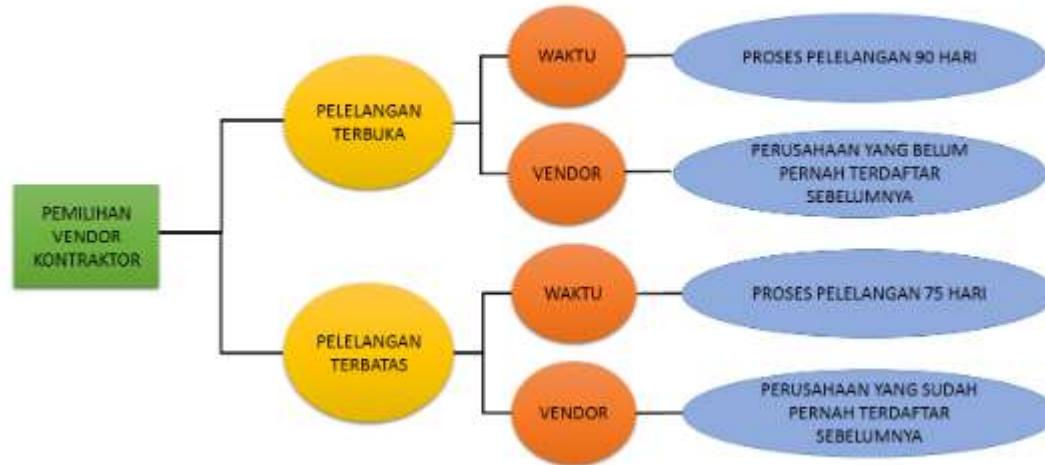 PEMILIHAN
VENDOR
KONTRAKTOR
PELELANGAN
TERBUKA
WAKTU
PROSES PELELANGAN 90 HARI
VENDOR
PERUSAHAAN YANG BELUM
PERNAH TERDAFTAR
SEBELUMNYA
PELELANGAN
TERBATAS
WAKTU
PROSES PELELANGAN 75 HARI
VENDOR
PERUSAHAAN YANG SUDAH
PERNAH TERDAFTAR
SEBELUMNYA